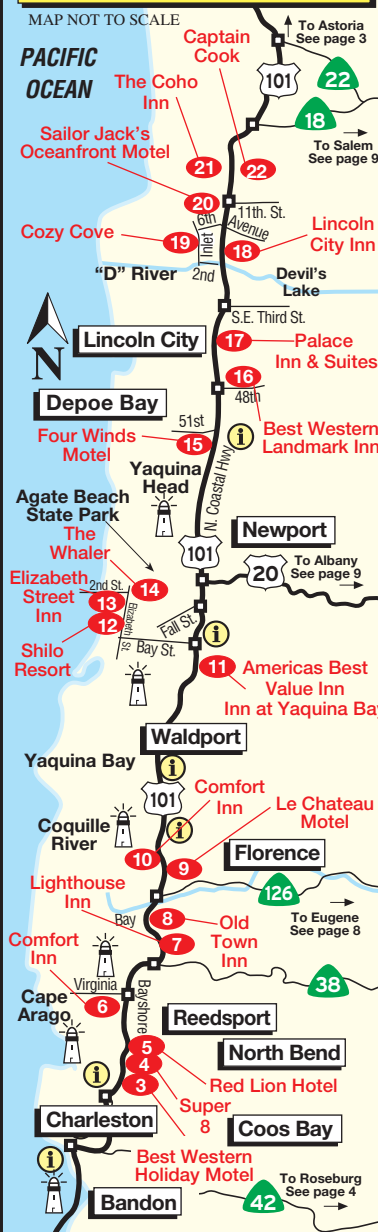 MAP NOT TO SCALE
To Astoria
See page 3
PACIFIC
OCEAN
Captain
Cook
101
22
The Coho
Inn
18
To Salem
See page 9
Sailor Jack's
Oceanfront Motel
21
22
20
11th. St.
6th
Avenue
Cozy Cove
19
Inlet
18
Lincoln
City Inn
"D" River
2nd
Devil's
Lake
S.E. Third St.
N
Lincoln City
17
Palace
Inn & Suites
16
48th
Depoe Bay
51st
Four Winds
Motel
15
Best Western
Landmark Inn
i
N. Coastal Hwy
Yaquina
Head
Agate Beach
State Park
Newport
101
The
Whaler
20
To Albany
See page 9
Elizabeth
Street
Inn
2nd St.
14
13
12
Elizabeth St.
Fall St.
Bay St.
i
Shilo
Resort
11
Americas Best
Value Inn
Inn at Yaquina Bay
Waldport
Yaquina Bay
i
101
Comfort
Inn
Le Chateau
Motel
Coquille
River
i
10
9
Florence
Lighthouse
Inn
126
To Eugene
See page 8
Bay
8
Old
Town
Inn
7
Comfort
Inn
38
Virginia
Cape
Arago
6
Bayshore
Reedsport
5
North Bend
4
Red Lion Hotel
i
3
Super
8
Charleston
Coos Bay
Best Western
Holiday Motel
i
Bandon
42
To Roseburg
See page 4